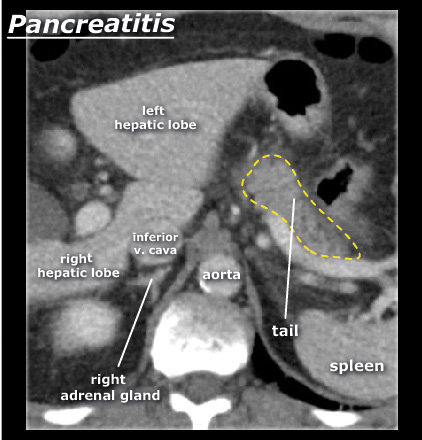 Pancreatitis
left
hepatic lobe
inferior
v. cava
right
hepatic lobe
aorta
tail
spleen
right
adrenal gland